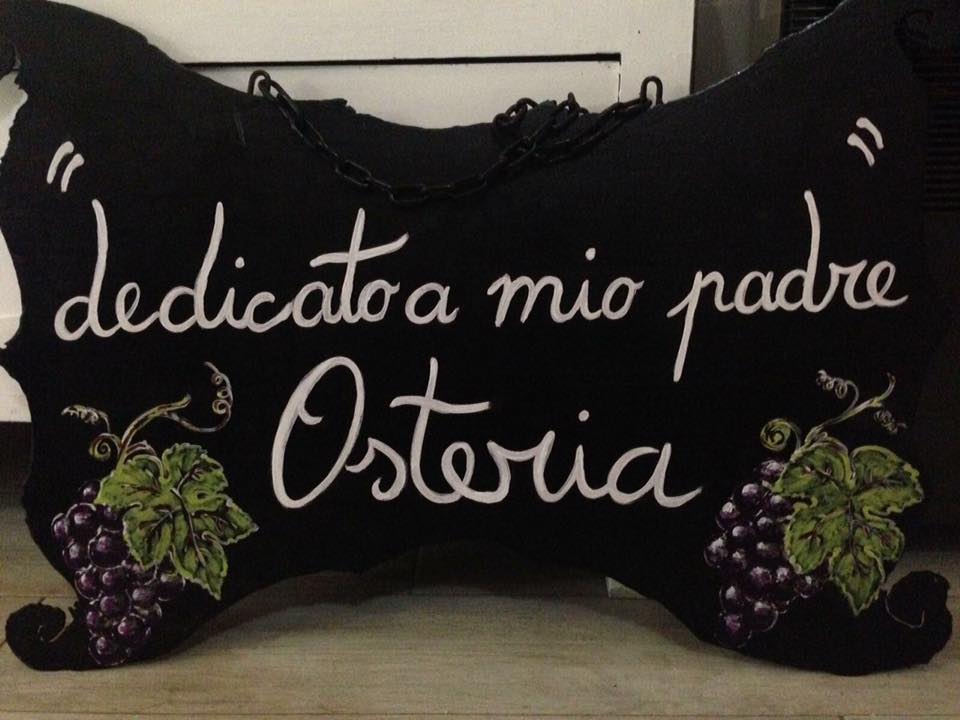 "dedicato a mio padre"
Osteria